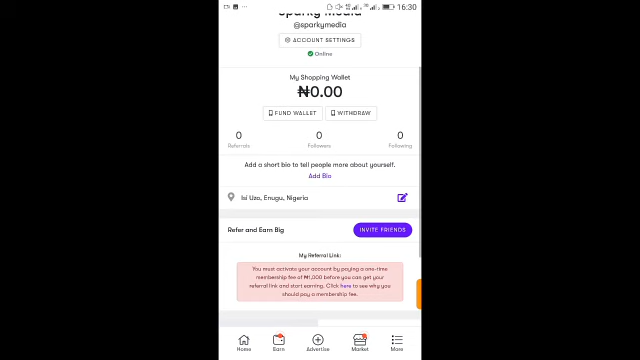 16:30
Sparky Media
@sparkymedia
ACCOUNT SETTINGS
Online
My Shopping Wallet
₦0.00
FUND WALLET WITHDRAW
0 0 0
Referrals Followers Following
Add a short bio to tell people more about yourself.
Add Bio
Isi Uzo, Enugu, Nigeria
Refer and Earn Big INVITE FRIENDS
My Referral Link:
You must activate your account by paying a one-time
membership fee of ₦1,000 before you can get your
referral link and start earning. Click here to see why you
should pay a membership fee.
Home Earn Advertise Market More